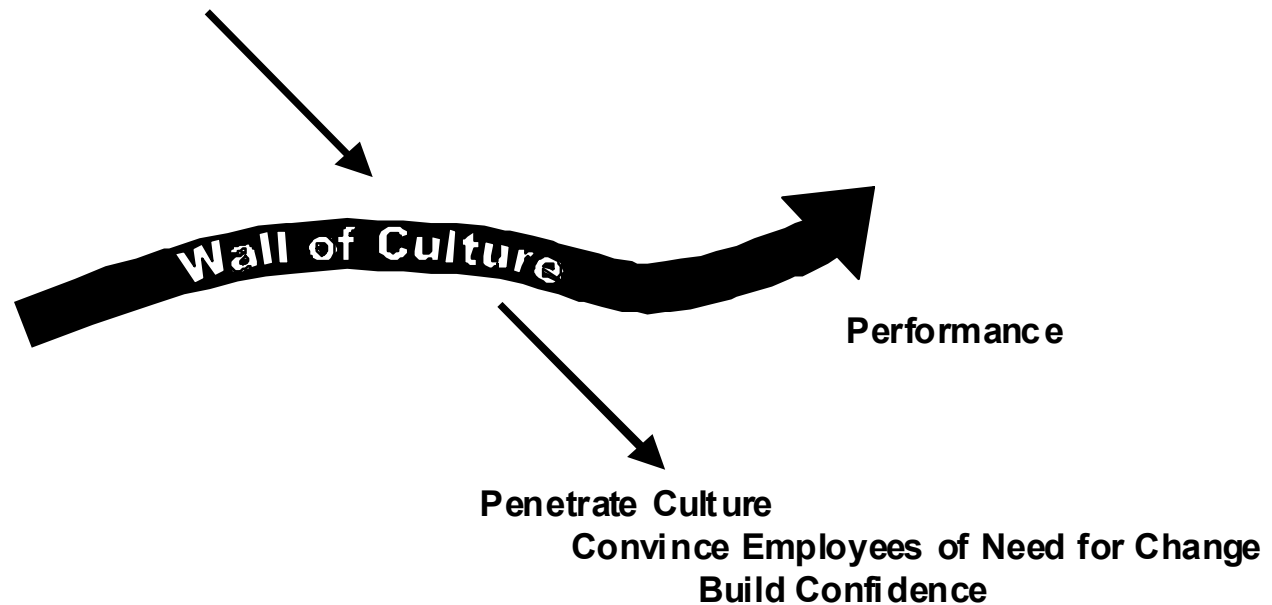 Wall of Culture
Performance
Penetrate Culture
Convince Employees of Need for Change
Build Confidence